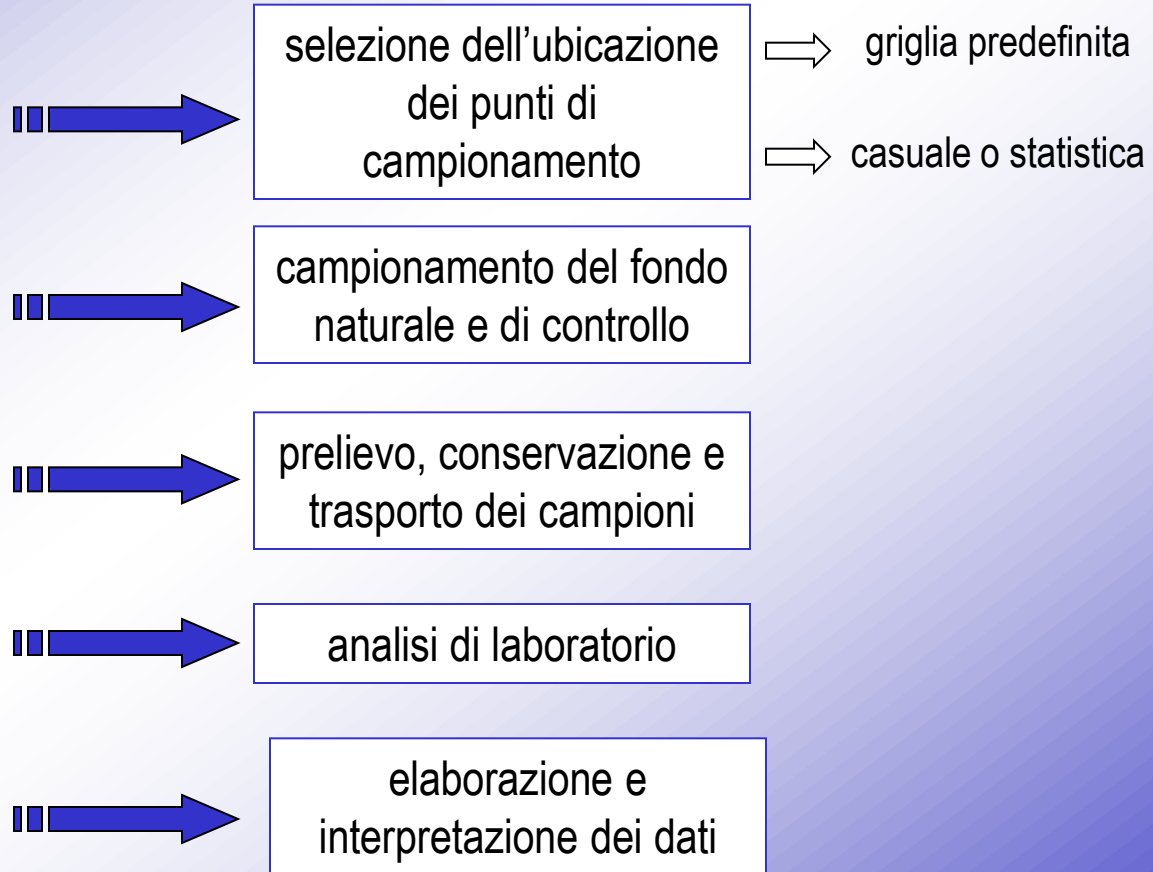 selezione dell’ubicazione
dei punti di
campionamento
griglia predefinita
casuale o statistica
campionamento del fondo
naturale e di controllo
prelievo, conservazione e
trasporto dei campioni
analisi di laboratorio
elaborazione e
interpretazione dei dati